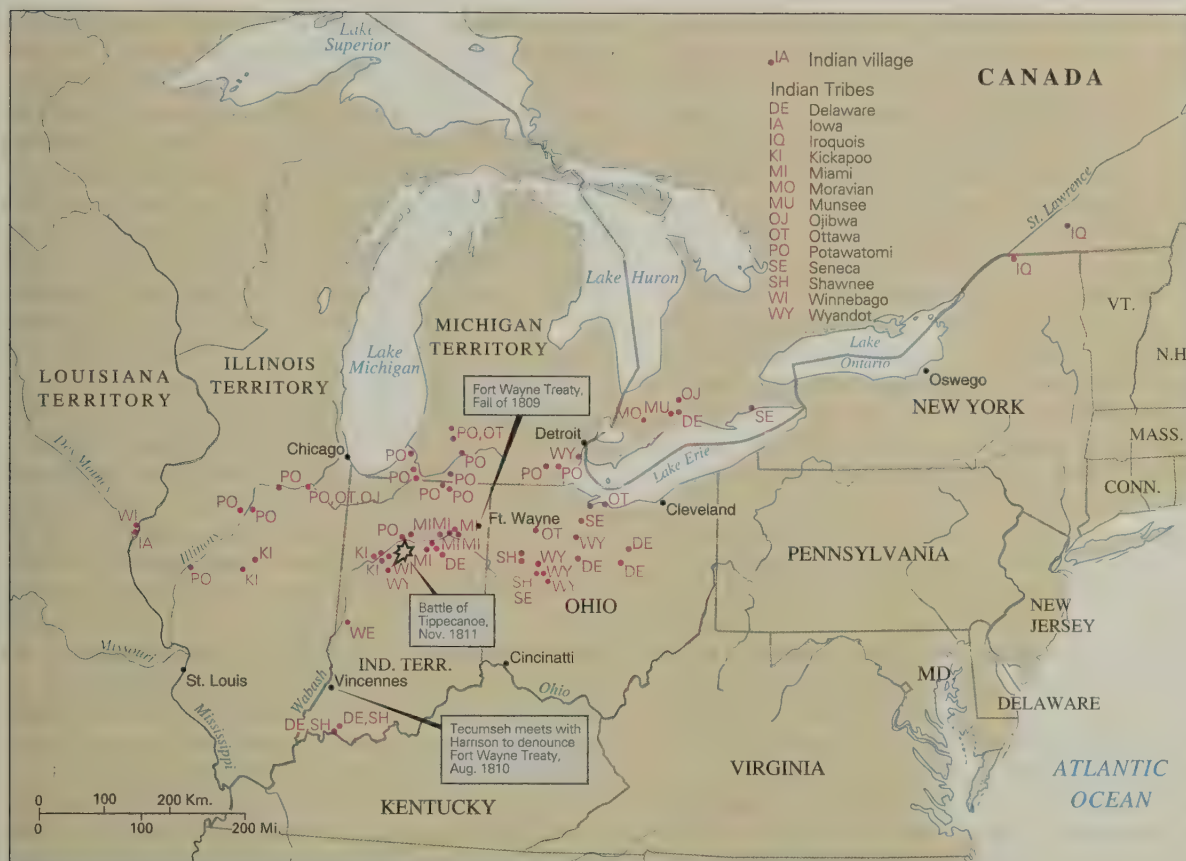 Lake
Superior
CANADA
IA Indian village
Indian Tribes
DE Delaware
IA Iowa
IQ Iroquois
KI Kickapoo
MI Miami
MO Moravian
MU Munsee
OJ Ojibwa
OT Ottawa
PO Potawatomi
SE Seneca
SH Shawnee
WI Winnebago
WY Wyandot
St. Lawrence
IQ
IQ
VT.
N.H
Lake Huron
MICHIGAN
TERRITORY
Lake
Michigan
ILLINOIS
TERRITORY
LOUISIANA
TERRITORY
Lake
Ontario
Oswego
NEW YORK
MASS.
CONN.
Fort Wayne Treaty,
Fall of 1809
OJ
MO
MU
DE
SE
Detroit
Chicago
PO,OT
PO
PO
PO
PO
PO
PO
WY
PO
PO
Lake Erie
Des Moines
PO,OT,OJ
PO
PO
WI
IA
OT
Cleveland
Ft. Wayne
SE
OT
PO
MI
MI
MI
MI
MI
MI
WY
DE
Illinois
KI
KI
KI
KI
PO
WI
WY
DE
SH
WY
WY
DE
DE
SH
SE
WY
PENNSYLVANIA
OHIO
Battle of
Tippecanoe,
Nov. 1811
NEW
JERSEY
WE
Missouri
St. Louis
IND. TERR.
Cincinatti
MD.
DELAWARE
Wabash
Vincennes
Ohio
Mississippi
DE,SH
DE,SH
Tecumseh meets with
Harrison to denounce
Fort Wayne Treaty,
Aug. 1810
VIRGINIA
ATLANTIC
OCEAN
KENTUCKY
0 100 200 Km.
0 100 200 Mi.